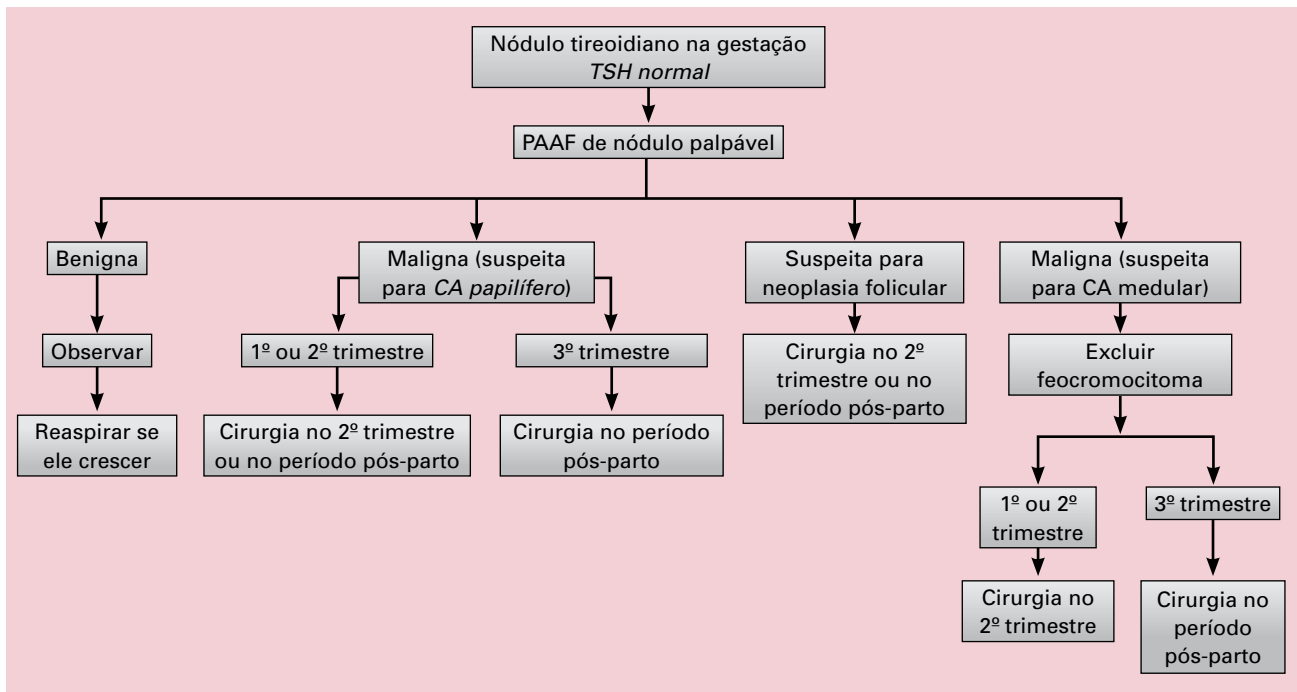 Nódulo tireoidiano na gestação
TSH normal
PAAF de nódulo palpável
Benigna
Observar
Reaspirar se
ele crescer
Maligna (suspeita
para CA papilífero)
1º ou 2º trimestre
Cirurgia no 2º trimestre
ou no período pós-parto
3º trimestre
Cirurgia no período
pós-parto
Suspeita para
neoplasia folicular
Cirurgia no 2º
trimestre ou no
período pós-parto
Maligna (suspeita
para CA medular)
Excluir
feocromocitoma
1º ou 2º
trimestre
Cirurgia no
2º trimestre
3º trimestre
Cirurgia no
período
pós-parto